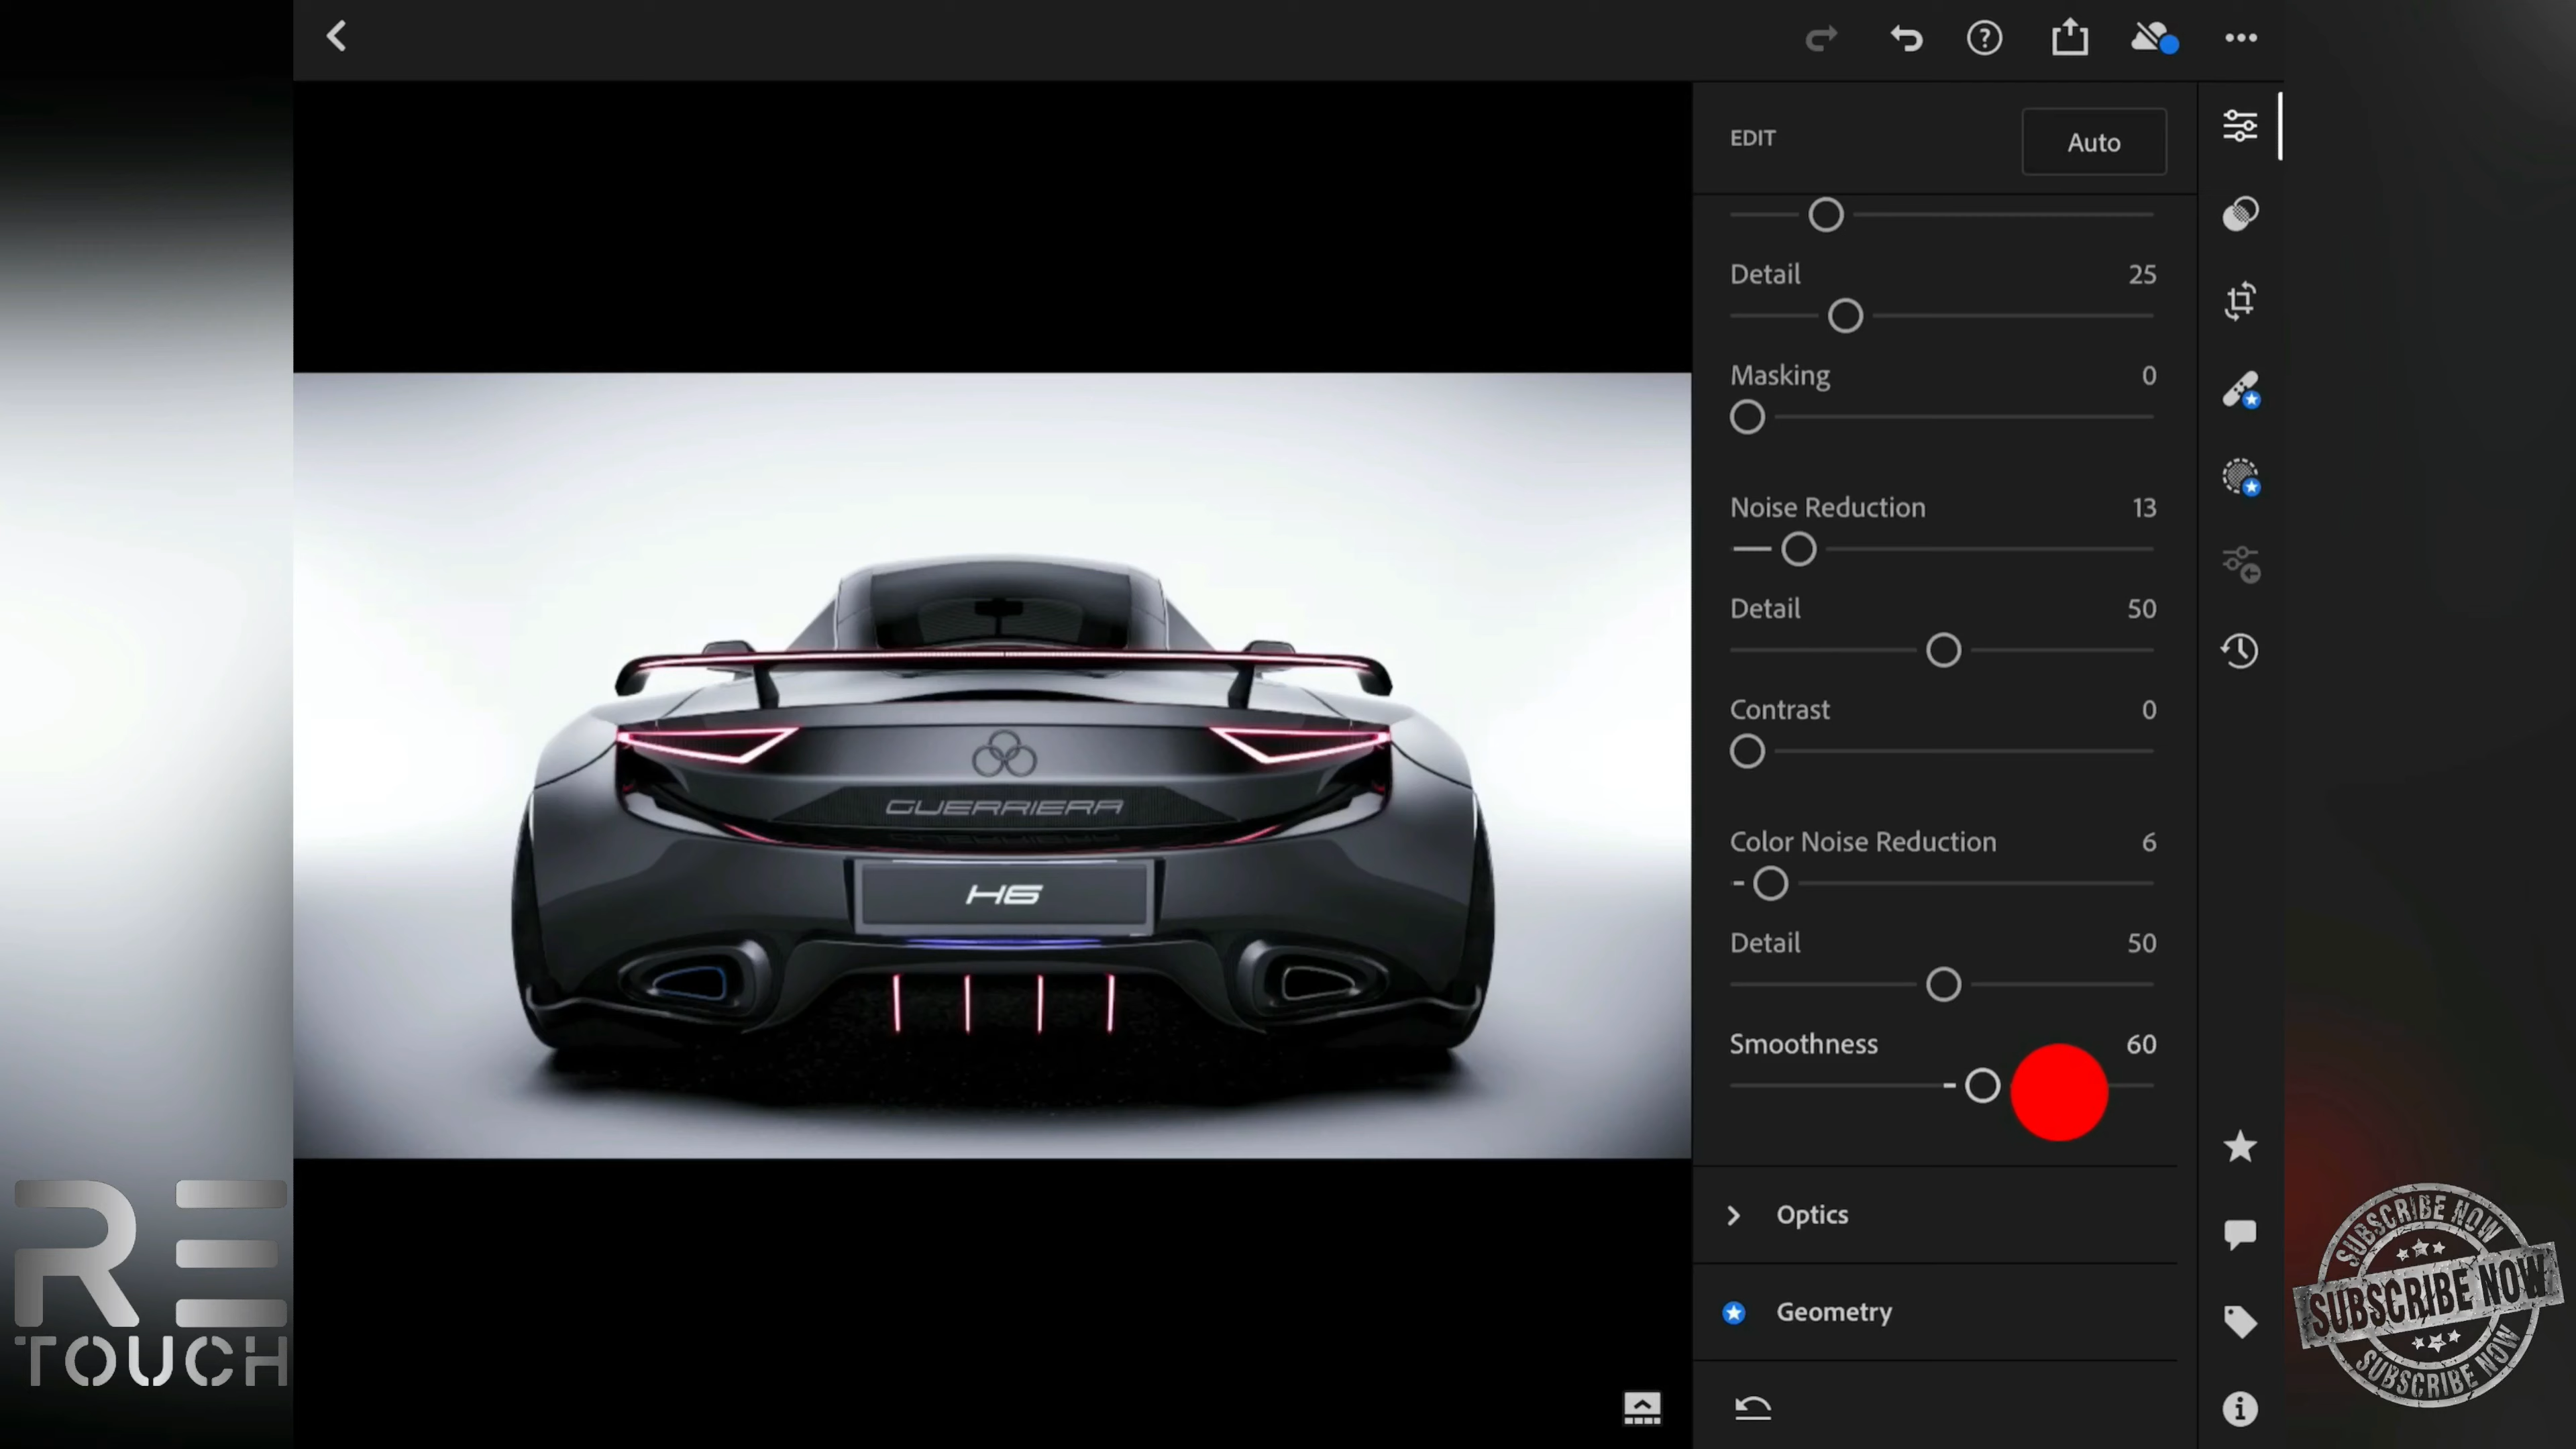 EDIT
Auto
Detail 25
Masking 0
Noise Reduction 13
Detail 50
Contrast 0
Color Noise Reduction 6
Detail 50
Smoothness 60
Optics
Geometry
GUERRIERA
H6
RE
TOUCH
SUBSCRIBE NOW
SUBSCRIBE NOW
SUBSCRIBE NOW